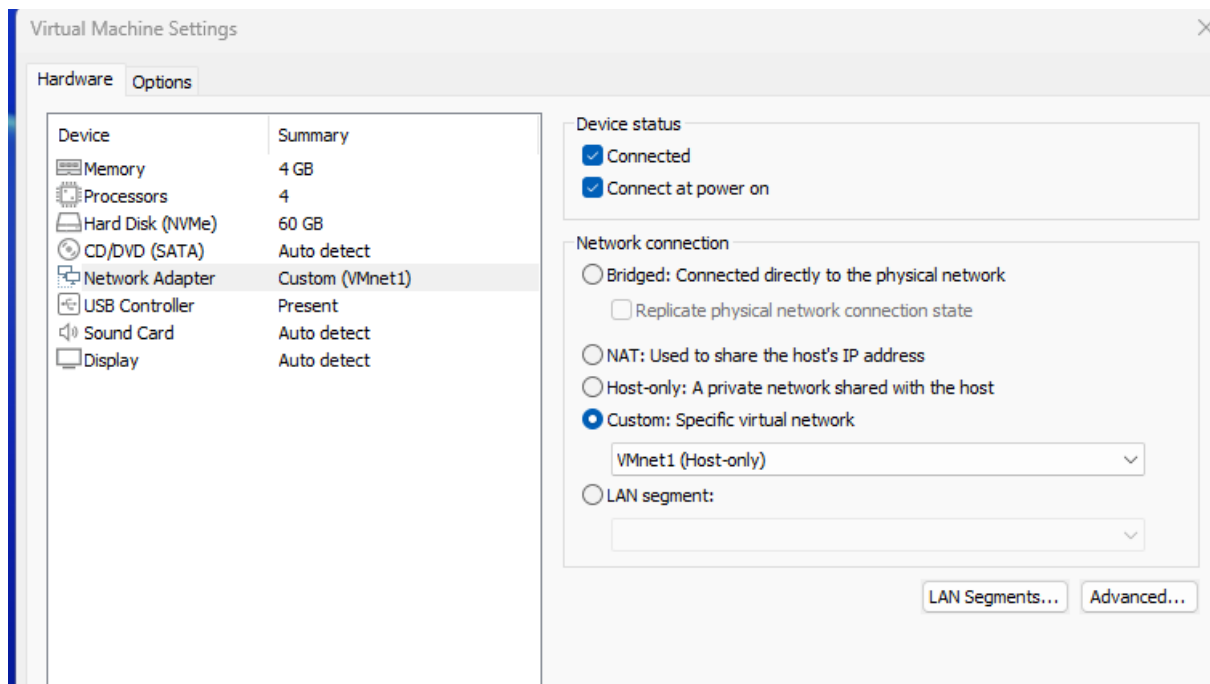 Virtual Machine Settings
Hardware Options
Device Summary
Memory 4 GB
Processors 4
Hard Disk (NVMe) 60 GB
CD/DVD (SATA) Auto detect
Network Adapter Custom (VMnet1)
USB Controller Present
Sound Card Auto detect
Display Auto detect
Device status
Connected
Connect at power on
Network connection
Bridged: Connected directly to the physical network
Replicate physical network connection state
NAT: Used to share the host's IP address
Host-only: A private network shared with the host
Custom: Specific virtual network
VMnet1 (Host-only)
LAN segment:
LAN Segments... Advanced...